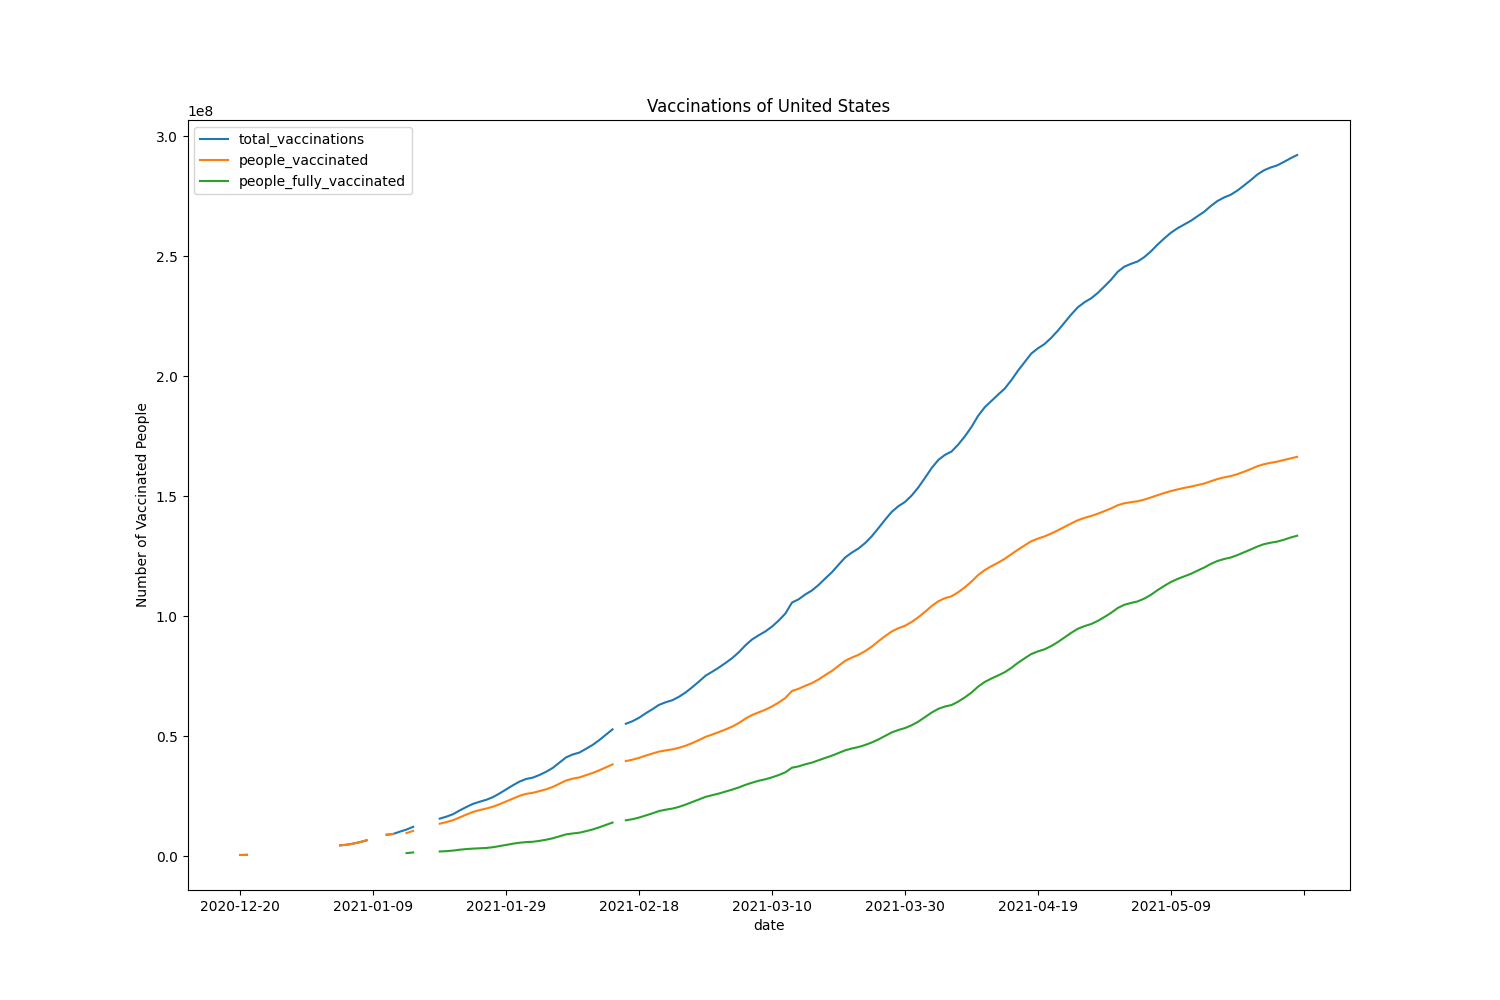 Vaccinations of United States
1e8
total_vaccinations
people_vaccinated
people_fully_vaccinated
3.0
2.5
2.0
1.5
1.0
0.5
0.0
Number of Vaccinated People
2020-12-20 2021-01-09 2021-01-29 2021-02-18 2021-03-10 2021-03-30 2021-04-19 2021-05-09
date